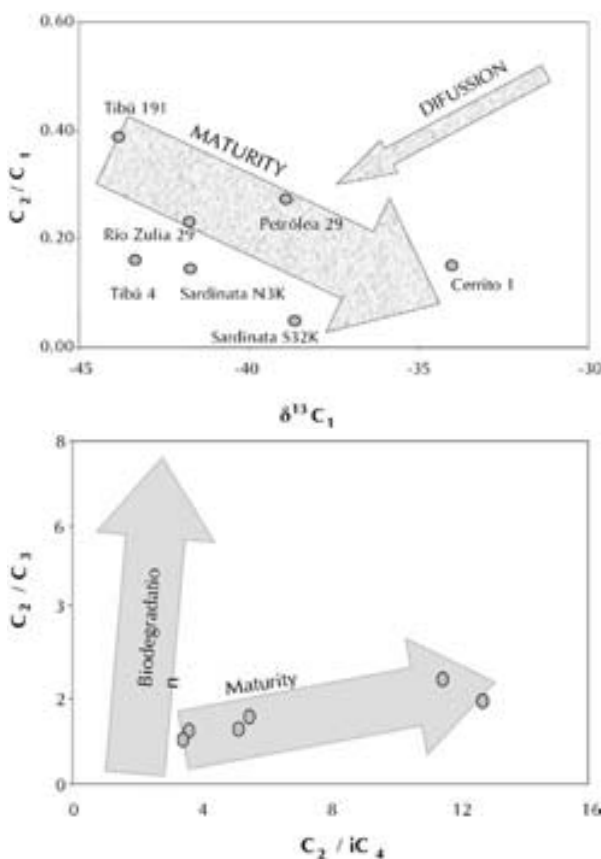 0.60
DIFUSSION
Tibú 191
0.40
MATURITY
C2 / C1
Petrólea 29
Río Zulia 29
0.20
Cerrito 1
Tibú 4
Sardinata N3K
Sardinata S32K
0.00
-45
-40
-35
-30
δ13C1
8
6
C2 / C3
3
Biodegradatio
n
Maturity
2
0
0
4
8
12
16
C2 / iC4